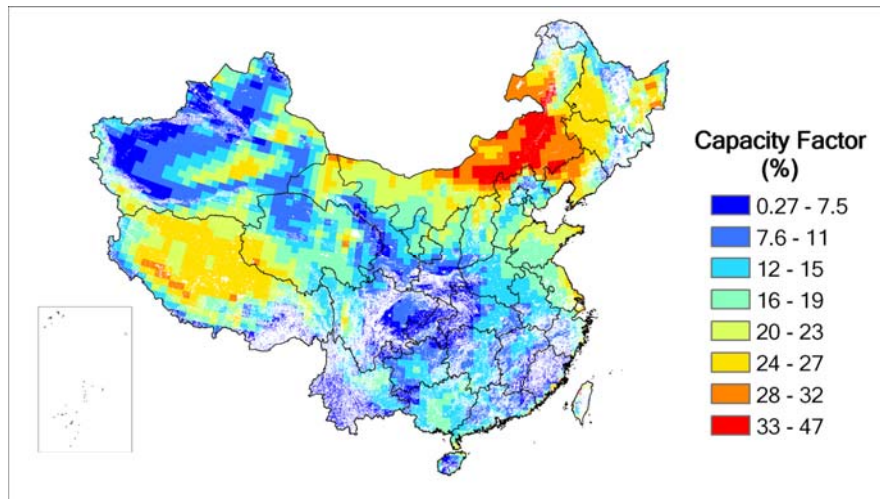 Capacity Factor
(%)
0.27 - 7.5
7.6 - 11
12 - 15
16 - 19
20 - 23
24 - 27
28 - 32
33 - 47